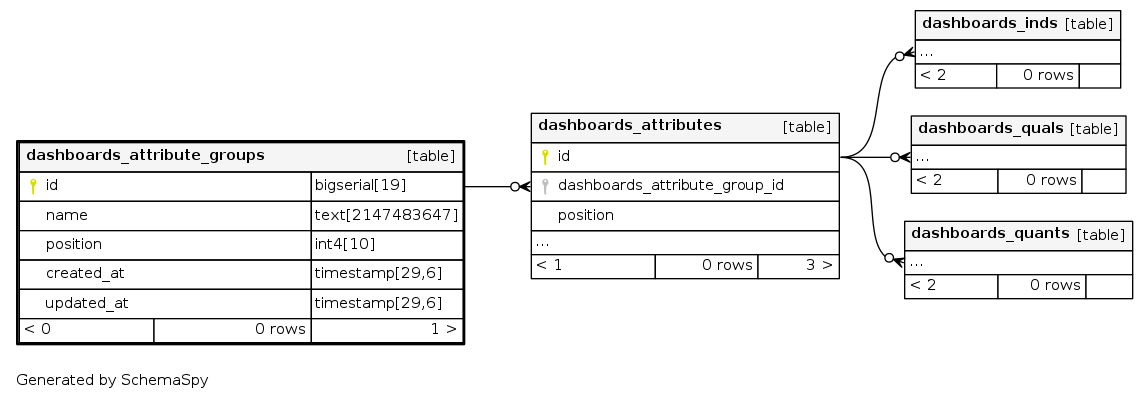 dashboards_attribute_groups [table]
id bigserial[19]
name text[2147483647]
position int4[10]
created_at timestamp[29,6]
updated_at timestamp[29,6]
< 0 0 rows 1 >
dashboards_attributes [table]
id
dashboards_attribute_group_id
position
...
< 1 0 rows 3 >
dashboards_inds [table]
...
< 2 0 rows
dashboards_quals [table]
...
< 2 0 rows
dashboards_quants [table]
...
< 2 0 rows
Generated by SchemaSpy